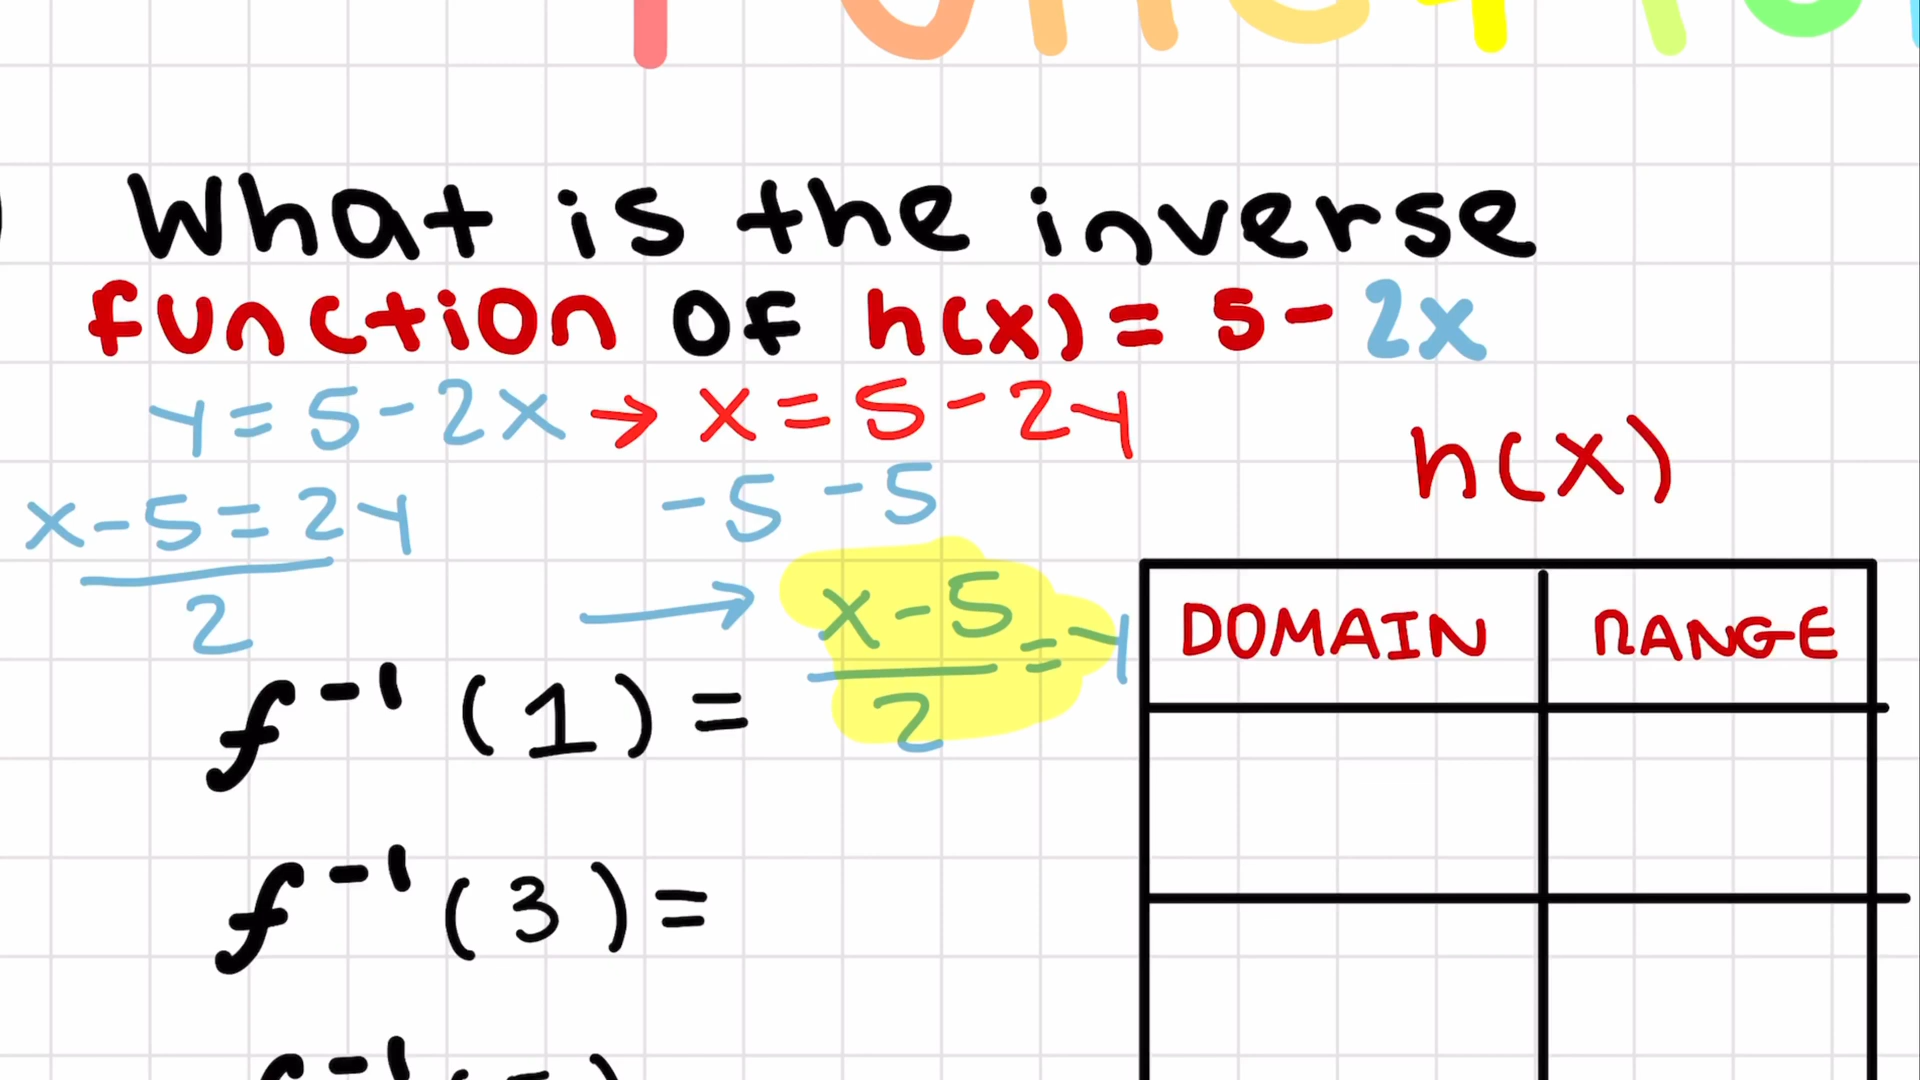 What is the inverse
function of h(x) = 5 - 2x
y = 5 - 2x → x = 5 - 2y
- 5 - 5
x - 5 = 2y
2
→ x - 5
2
= y
h(x)
DOMAIN RANGE
f⁻¹ (1) =
f⁻¹ (3) =